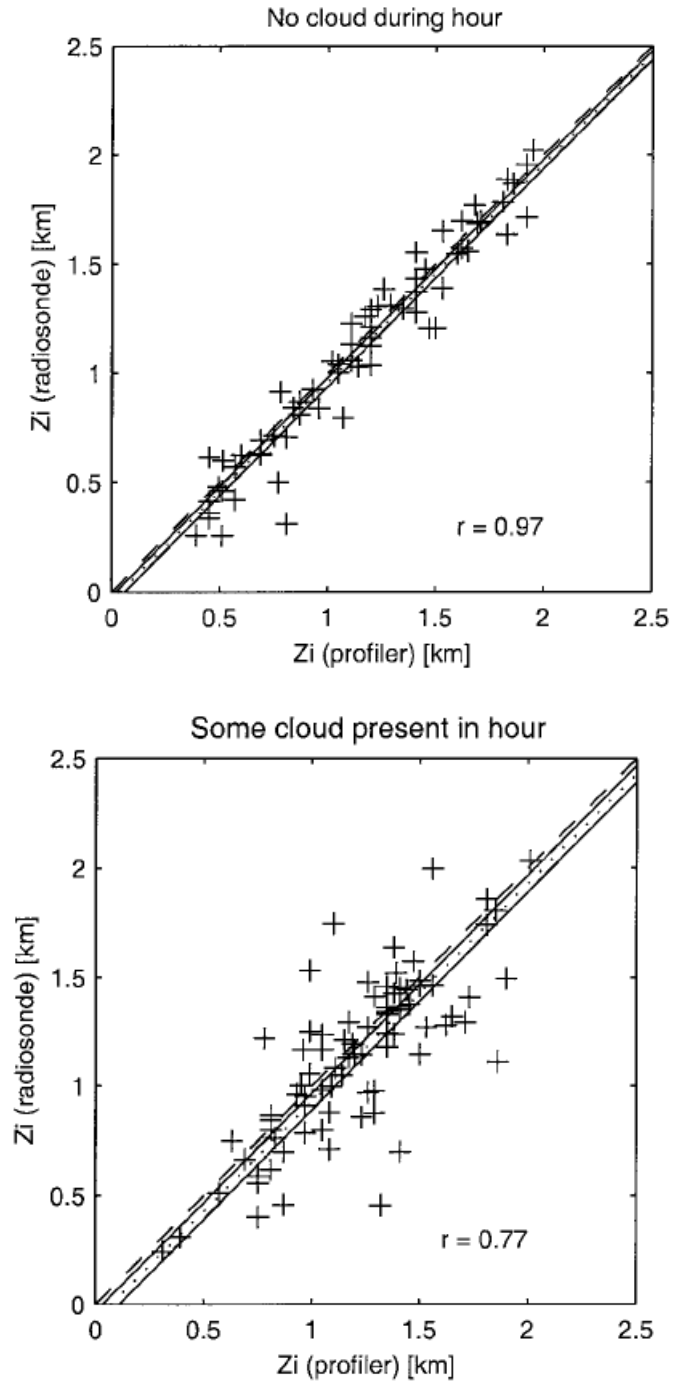 No cloud during hour
2.5
2
1.5
1
0.5
0
Zi (radiosonde) [km]
r = 0.97
0 0.5 1 1.5 2 2.5
Zi (profiler) [km]
Some cloud present in hour
2.5
2
1.5
1
0.5
0
Zi (radiosonde) [km]
r = 0.77
0 0.5 1 1.5 2 2.5
Zi (profiler) [km]